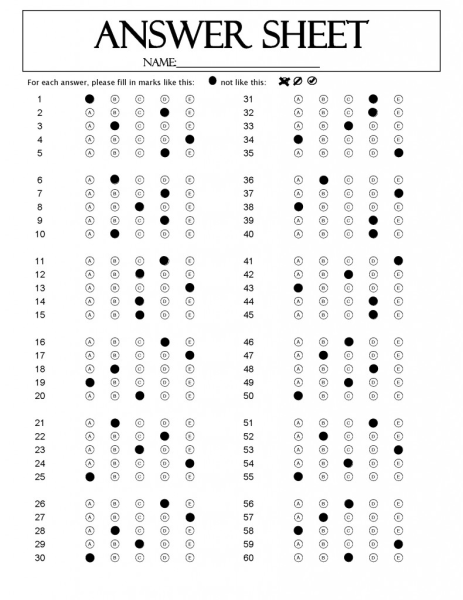 ANSWER SHEET
NAME:
For each answer, please fill in marks like this: not like this:
1 B C D E 31 A B C E
2 A B C E 32 A B C E
3 A C D E 33 A B D E
4 A B C D 34 B C D E
5 A B C E 35 A B C D
6 A C D E 36 A C D E
7 A B C E 37 A B C D
8 A B D E 38 B C D E
9 A B C E 39 A B C E
10 A C D E 40 A B C E
11 A B C E 41 A B C D
12 A B D E 42 A B D E
13 A B C D 43 B C D E
14 A B D E 44 A B C E
15 A B D E 45 A B C E
16 A B C E 46 A B D E
17 A B C D 47 A C D E
18 A C D E 48 A B C E
19 B C D E 49 A B D E
20 A B D E 50 B C D E
21 A C D E 51 A B C E
22 A B C E 52 A C D E
23 A B D E 53 A B C D
24 A B C D 54 A B D E
25 B C D E 55 B C D E
26 A B C E 56 A B D E
27 A B C D 57 A C D E
28 A C D E 58 B C D E
29 A B D E 59 A B C D
30 B C D E 60 A B D E